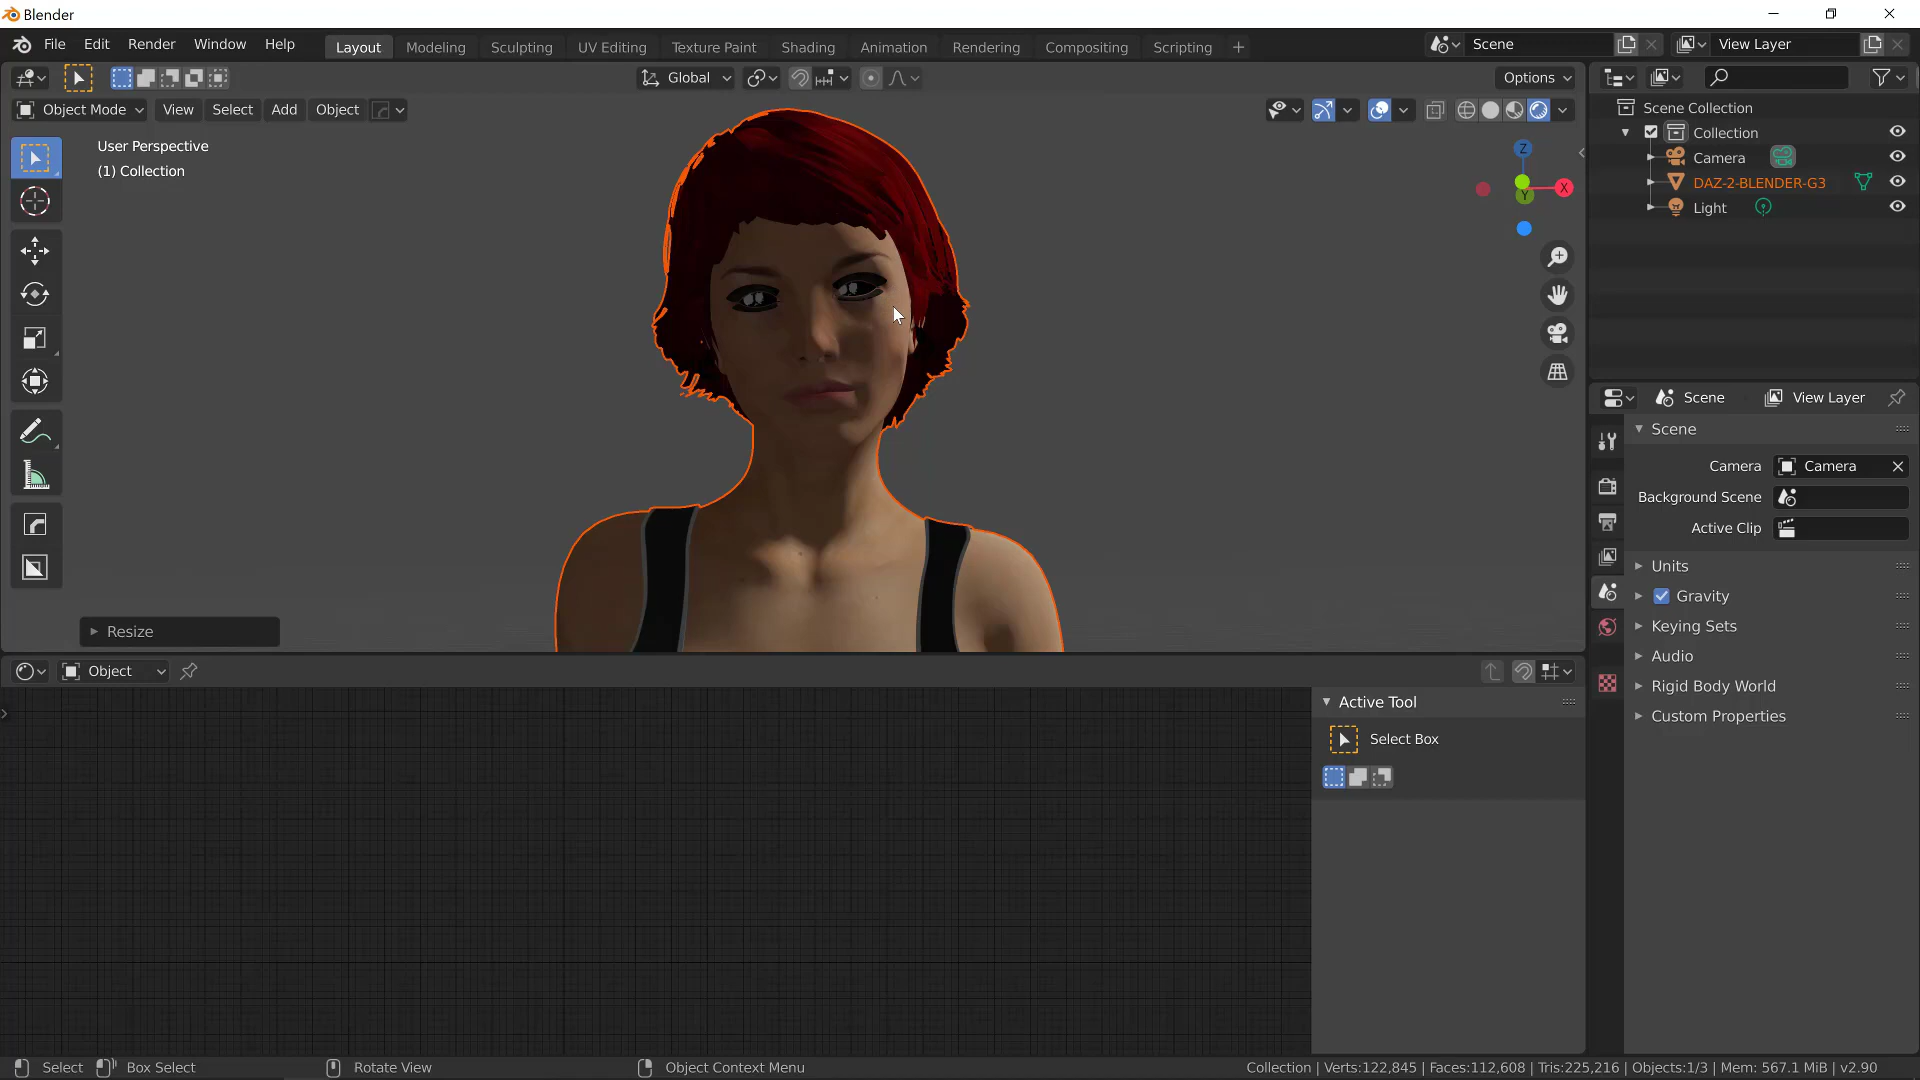 Blender
File Edit Render Window Help Layout Modeling Sculpting UV Editing Texture Paint Shading Animation Rendering Compositing Scripting + Scene View Layer
Global Options
Object Mode View Select Add Object
User Perspective
(1) Collection
Z
X
Y
Resize
Scene Collection
Collection
Camera
DAZ-2-BLENDER-G3
Light
Scene View Layer
Scene
Camera Camera
Background Scene
Active Clip
Units
Gravity
Keying Sets
Audio
Rigid Body World
Custom Properties
Object
Active Tool
Select Box
Select Box Select Rotate View Object Context Menu Collection | Verts:122,845 | Faces:112,608 | Tris:225,216 | Objects:1/3 | Mem: 567.1 MiB | v2.90